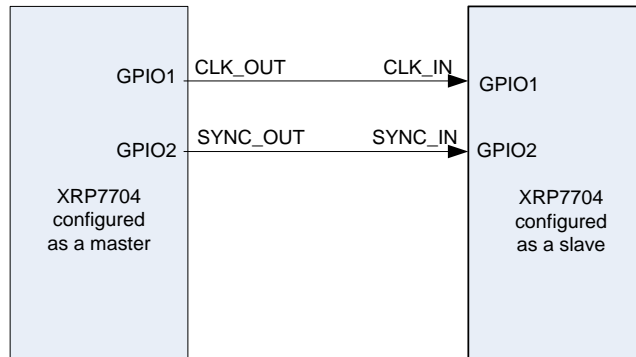 GPIO1 CLK_OUT CLK_IN GPIO1
GPIO2 SYNC_OUT SYNC_IN GPIO2
XRP7704
configured
as a master
XRP7704
configured
as a slave